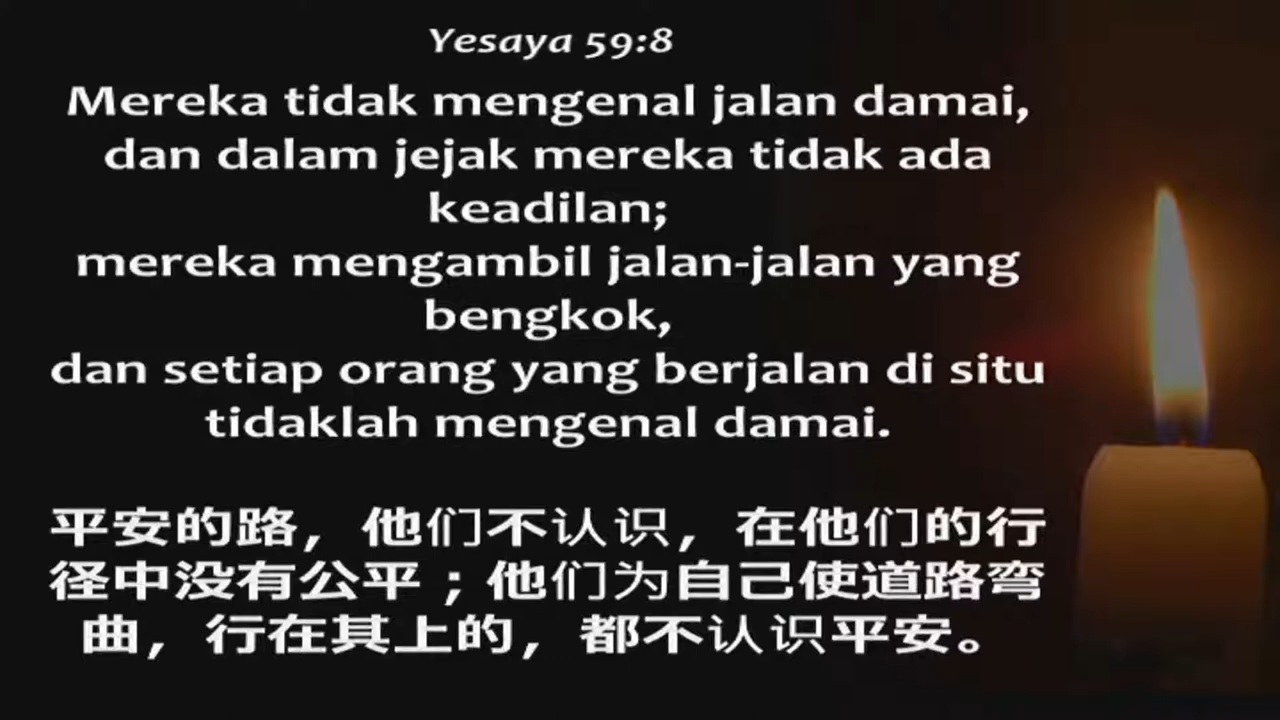 Yesaya 59:8
Mereka tidak mengenal jalan damai,
dan dalam jejak mereka tidak ada
keadilan;
mereka mengambil jalan-jalan yang
bengkok,
dan setiap orang yang berjalan di situ
tidaklah mengenal damai.
平安的路，他们不认识，在他们的行
径中没有公平；他们为自己使道路弯
曲，行在其上的，都不认识平安。